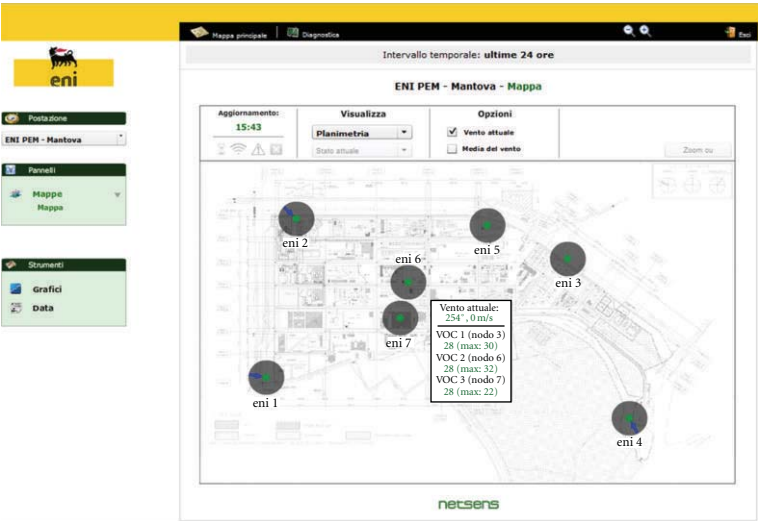 Mappa principale
Diagnostica
Esci
Intervallo temporale: ultime 24 ore
eni
ENI PEM - Mantova - Mappa
Postazione
ENI PEM - Mantova
Pannelli
Mappe
Mappa
Strumenti
Grafici
Data
Aggiornamento:
15:43
Visualizza
Planimetria
Stato attuale
Opzioni
Vento attuale
Media del vento
Zoom su
eni 2
eni 5
eni 6
eni 3
eni 7
Vento attuale:
254°, 0 m/s
VOC 1 (nodo 3)
28 (max: 30)
VOC 2 (nodo 6)
28 (max: 32)
VOC 3 (nodo 7)
28 (max: 22)
eni 1
eni 4
netsens